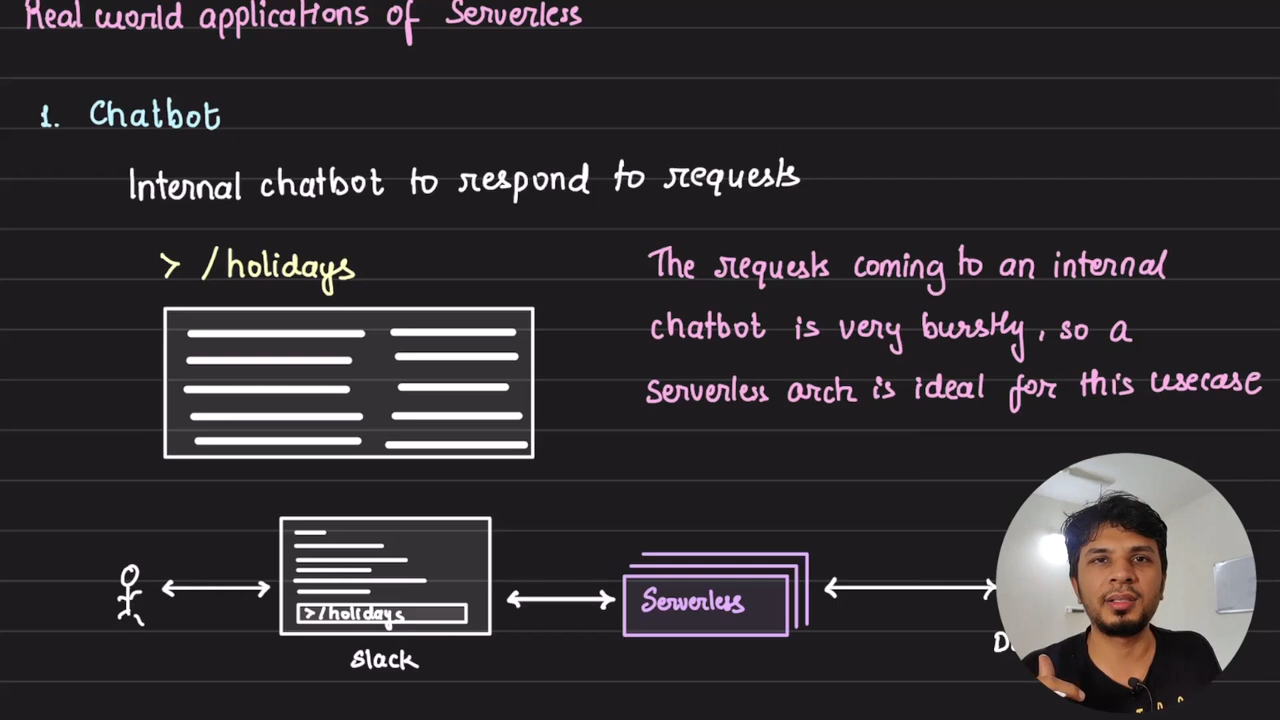 Real world applications of Serverless
1. Chatbot
Internal chatbot to respond to requests
> /holidays
The requests coming to an internal
chatbot is very burstly, so a
serverless arch is ideal for this usecase
>/holidays
Serverless
Slack